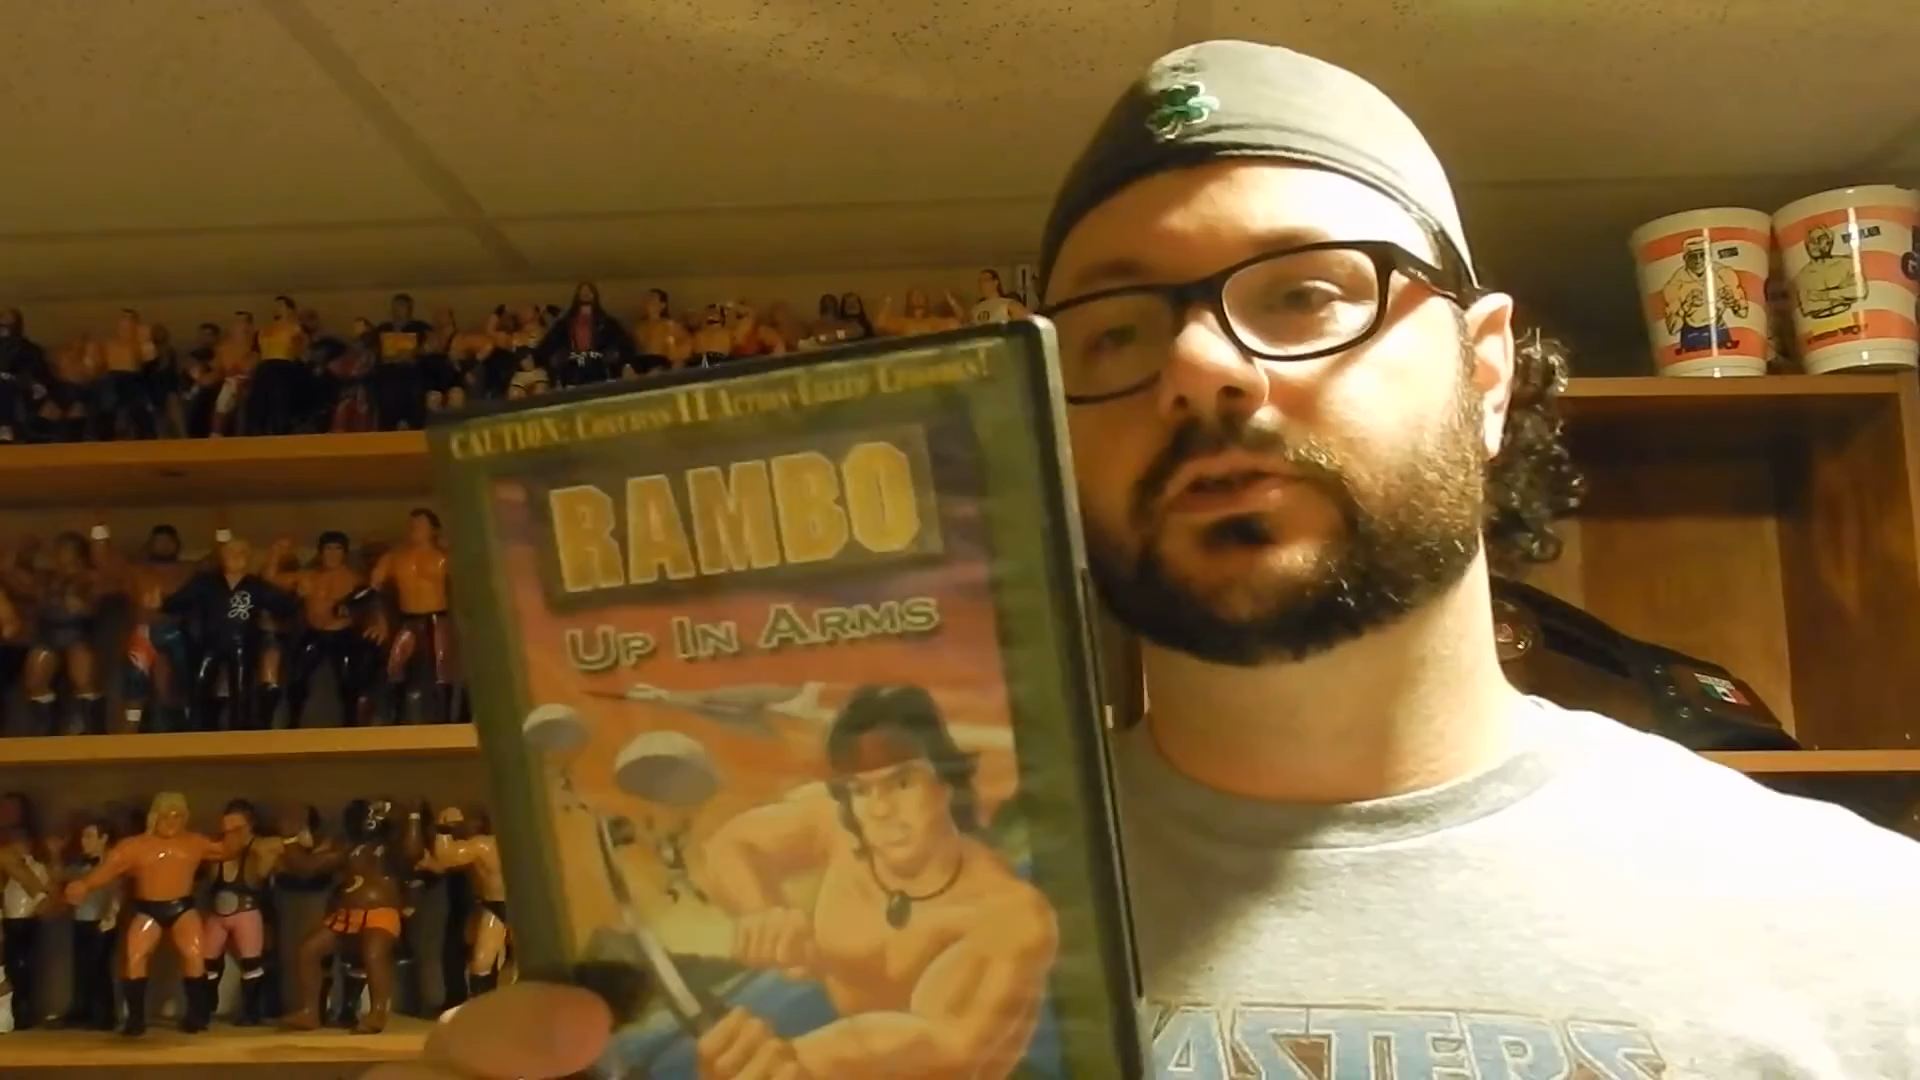 CAUTION: CONTAINS 11 ACTION-FILLED EPISODES!
RAMBO
UP IN ARMS
ASTERS